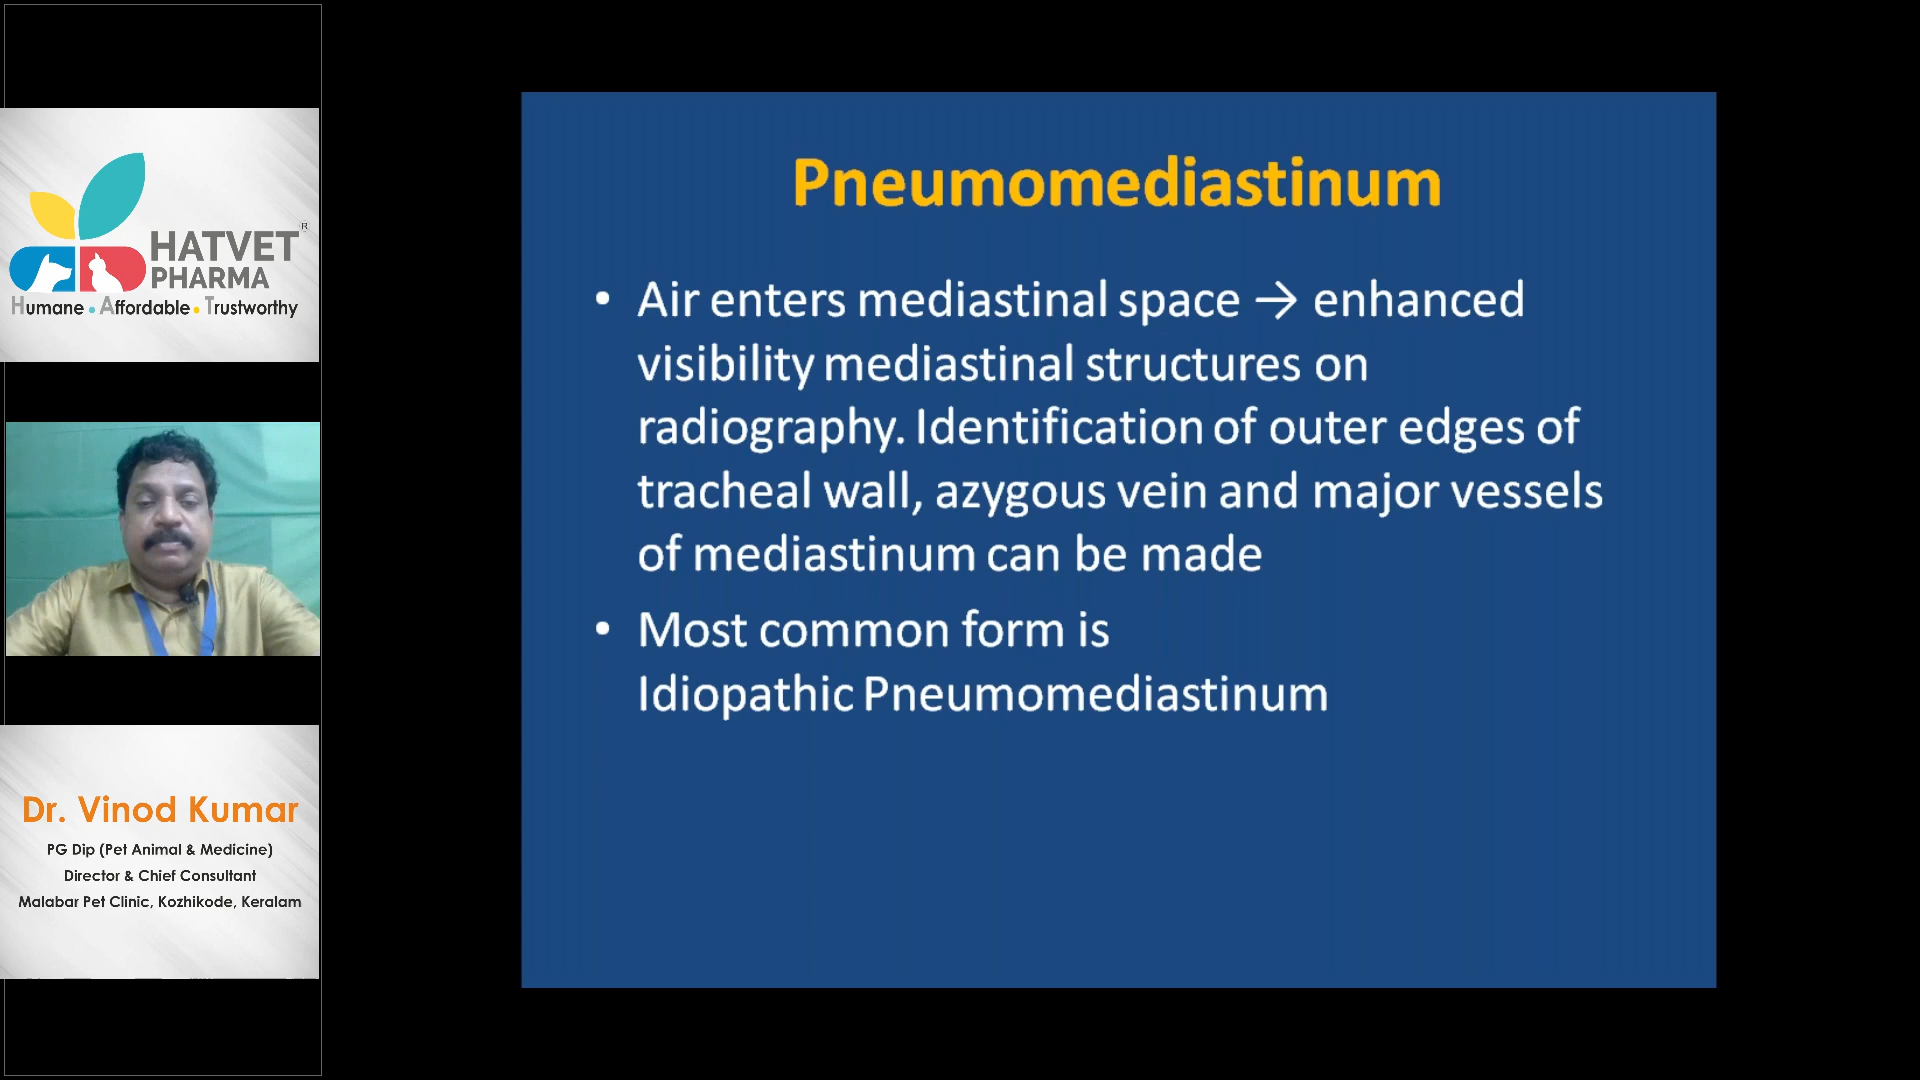 HATVET®
PHARMA
Humane • Affordable • Trustworthy
Dr. Vinod Kumar
PG Dip (Pet Animal & Medicine)
Director & Chief Consultant
Malabar Pet Clinic, Kozhikode, Keralam
Pneumomediastinum
• Air enters mediastinal space → enhanced
visibility mediastinal structures on
radiography. Identification of outer edges of
tracheal wall, azygous vein and major vessels
of mediastinum can be made
• Most common form is
Idiopathic Pneumomediastinum